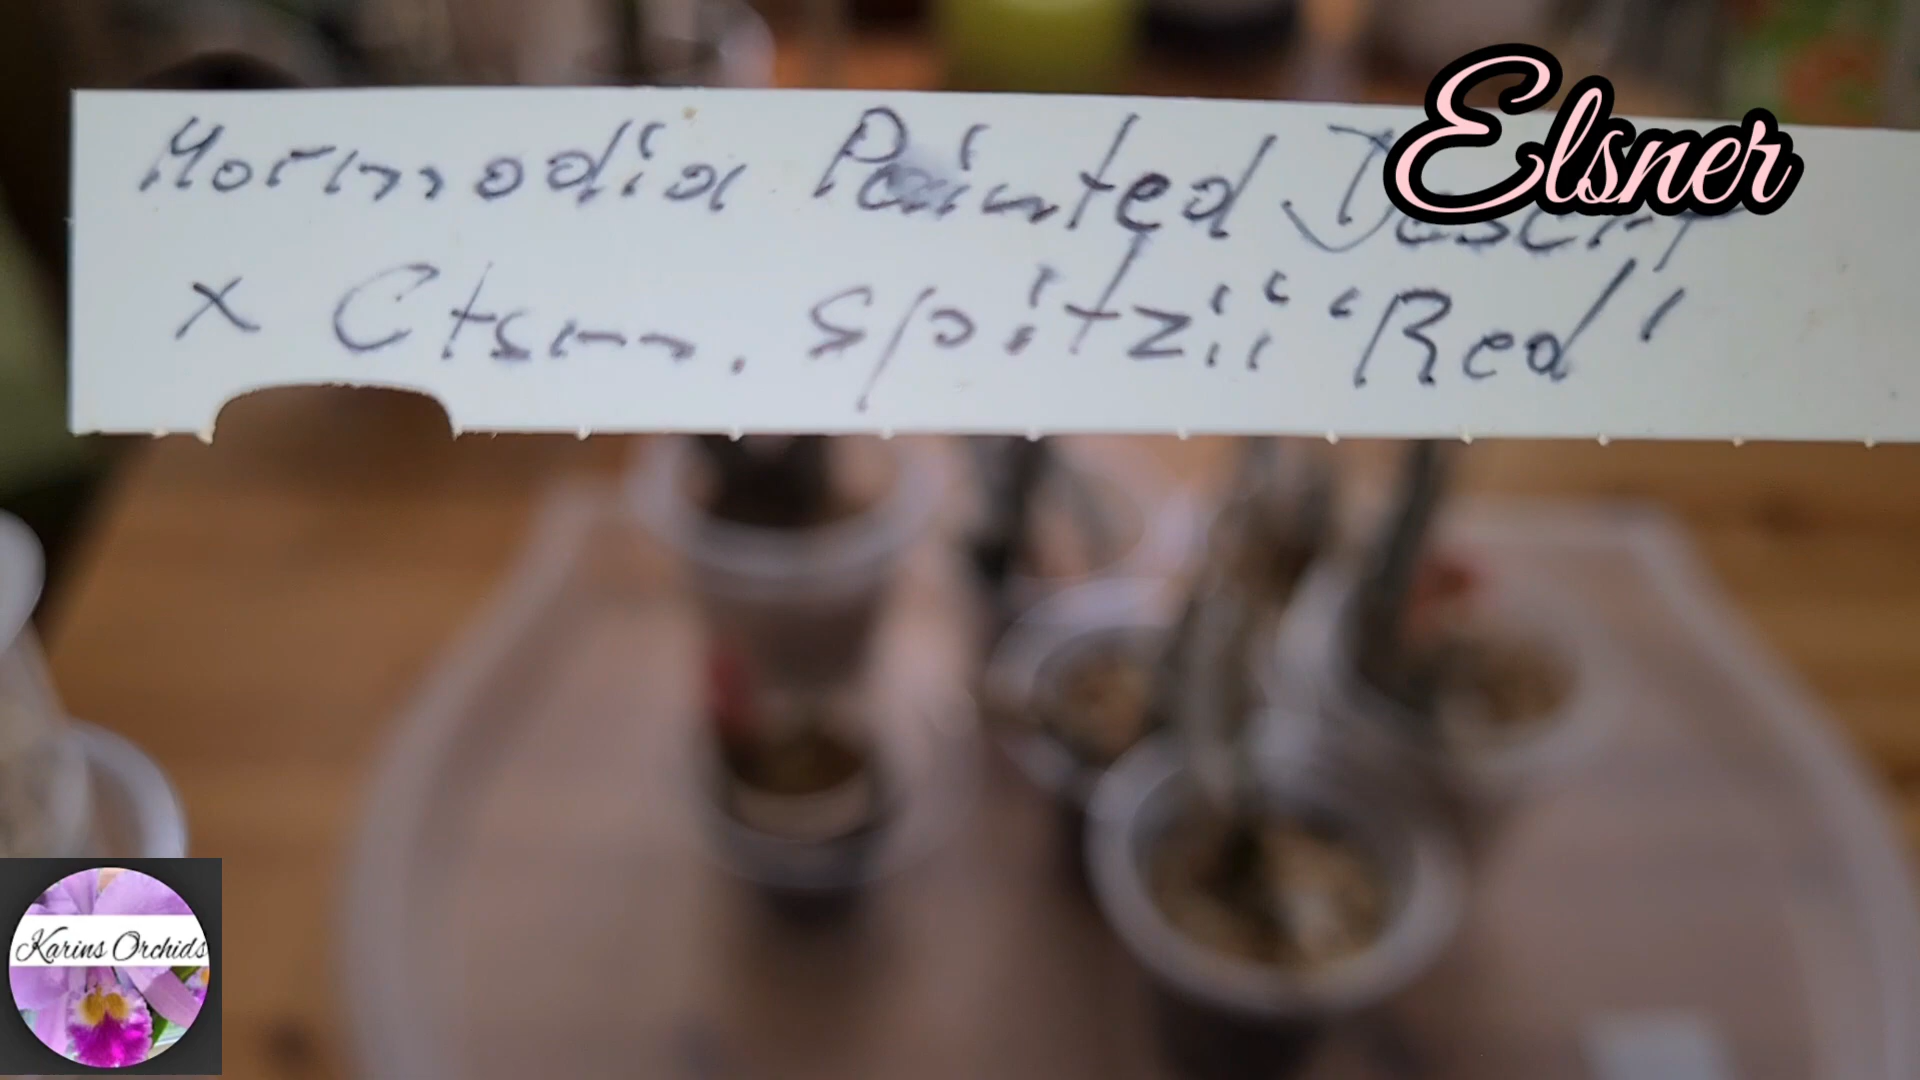 Elsner
Mormodia Painted Desert
x Ctsm. spitzii 'Red'
Karins Orchids